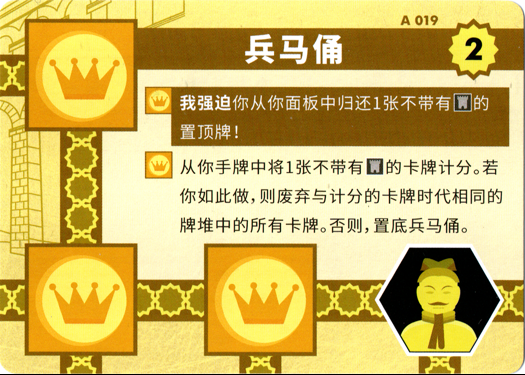 A 019
兵马俑
2
我强迫你从你面板中归还1张不带有的
置顶牌!
从你手牌中将1张不带有的卡牌计分。若
你如此做,则废弃与计分的卡牌时代相同的
牌堆中的所有卡牌。否则,置底兵马俑。